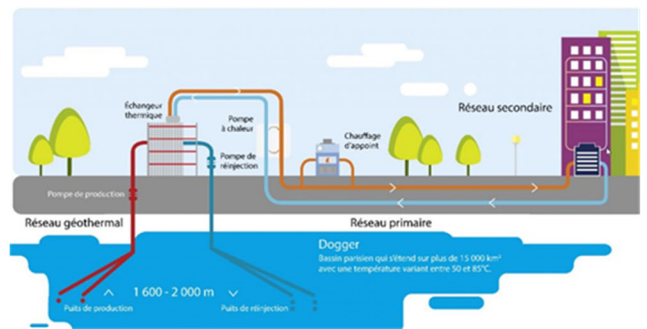 Échangeur
thermique
Pompe
à chaleur
Pompe de
réinjection
Chauffage
d'appoint
Réseau secondaire
Pompe de production
Réseau géothermal
Réseau primaire
Dogger
Bassin parisien qui s'étend sur plus de 15 000 km²
avec une température variant entre 50 et 85°C.
1 600 - 2 000 m
Puits de production
Puits de réinjection